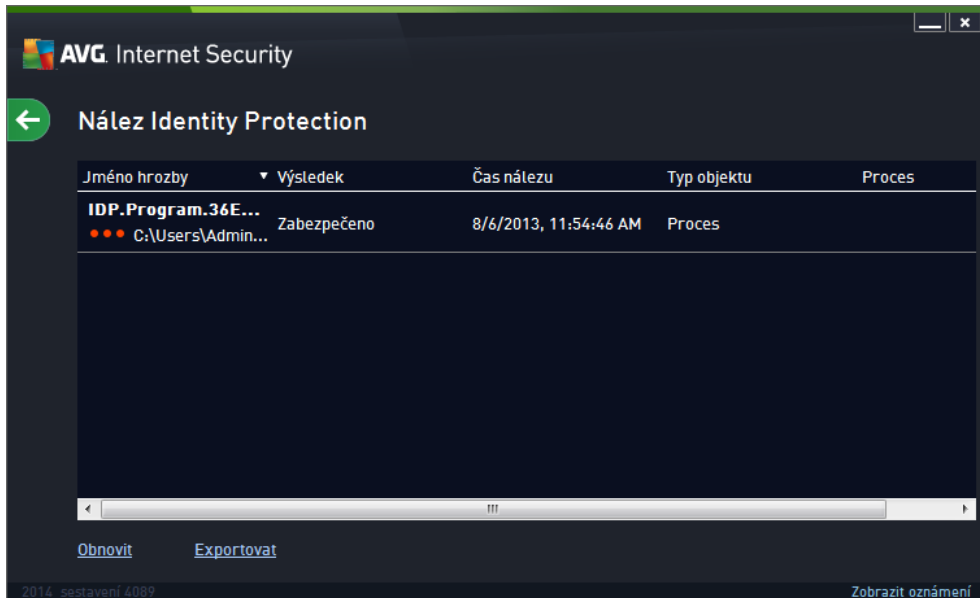 AVG. Internet Security
Nález Identity Protection
Jméno hrozby Výsledek Čas nálezu Typ objektu Proces
IDP.Program.36E...
C:\Users\Admin... Zabezpečeno 8/6/2013, 11:54:46 AM Proces
Obnovit Exportovat
2014 sestavení 4089 Zobrazit oznámení